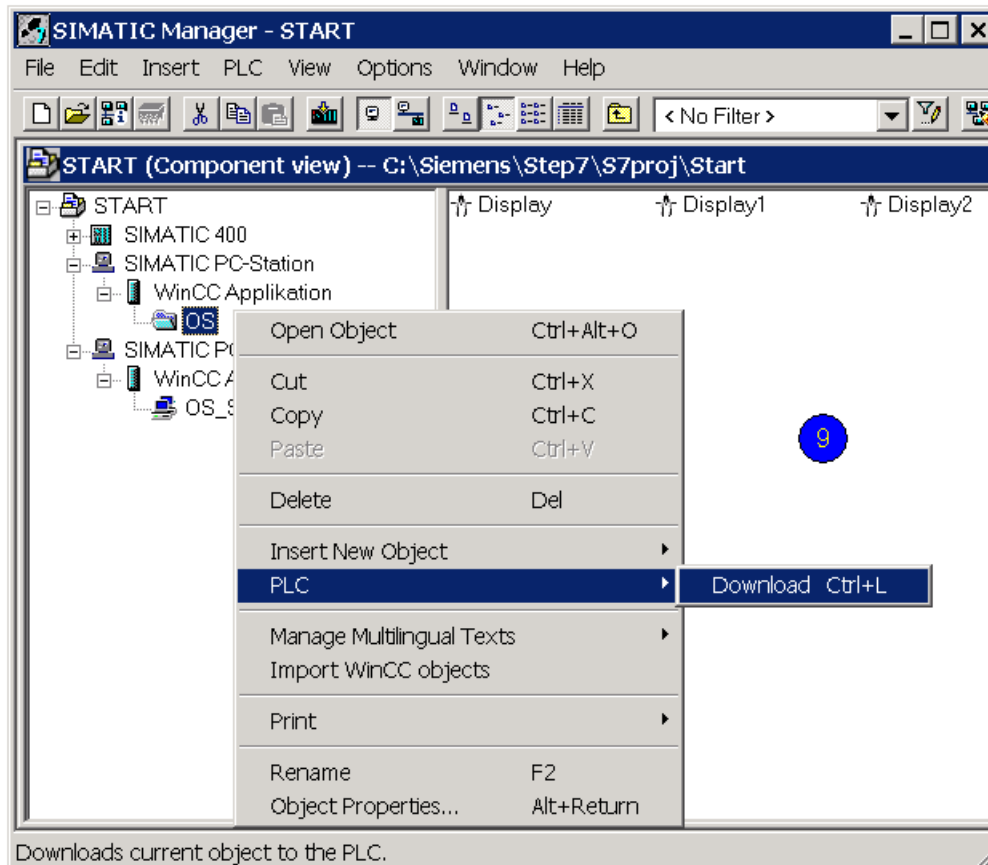 SIMATIC Manager - START
File Edit Insert PLC View Options Window Help
< No Filter >
START (Component view) -- C:\Siemens\Step7\S7proj\Start
START
SIMATIC 400
SIMATIC PC-Station
WinCC Applikation
OS
SIMATIC
WinCC
OS_
Display Display1 Display2
Open Object Ctrl+Alt+O
Cut Ctrl+X
Copy Ctrl+C
Paste Ctrl+V
Delete Del
Insert New Object
PLC
Download Ctrl+L
Manage Multilingual Texts
Import WinCC objects
Print
Rename F2
Object Properties... Alt+Return
9
Downloads current object to the PLC.